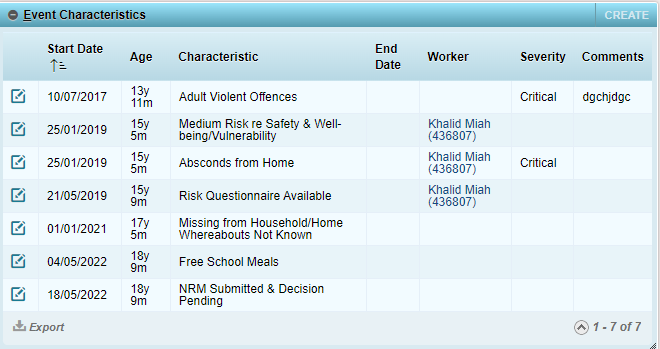 Event Characteristics CREATE
Start Date Age Characteristic End Date Worker Severity Comments
10/07/2017 13y 11m Adult Violent Offences Critical dgchjdgc
25/01/2019 15y 5m Medium Risk re Safety & Well-being/Vulnerability Khalid Miah (436807)
25/01/2019 15y 5m Absconds from Home Khalid Miah (436807) Critical
21/05/2019 15y 9m Risk Questionnaire Available Khalid Miah (436807)
01/01/2021 17y 5m Missing from Household/Home Whereabouts Not Known
04/05/2022 18y 9m Free School Meals
18/05/2022 18y 9m NRM Submitted & Decision Pending
Export 1 - 7 of 7